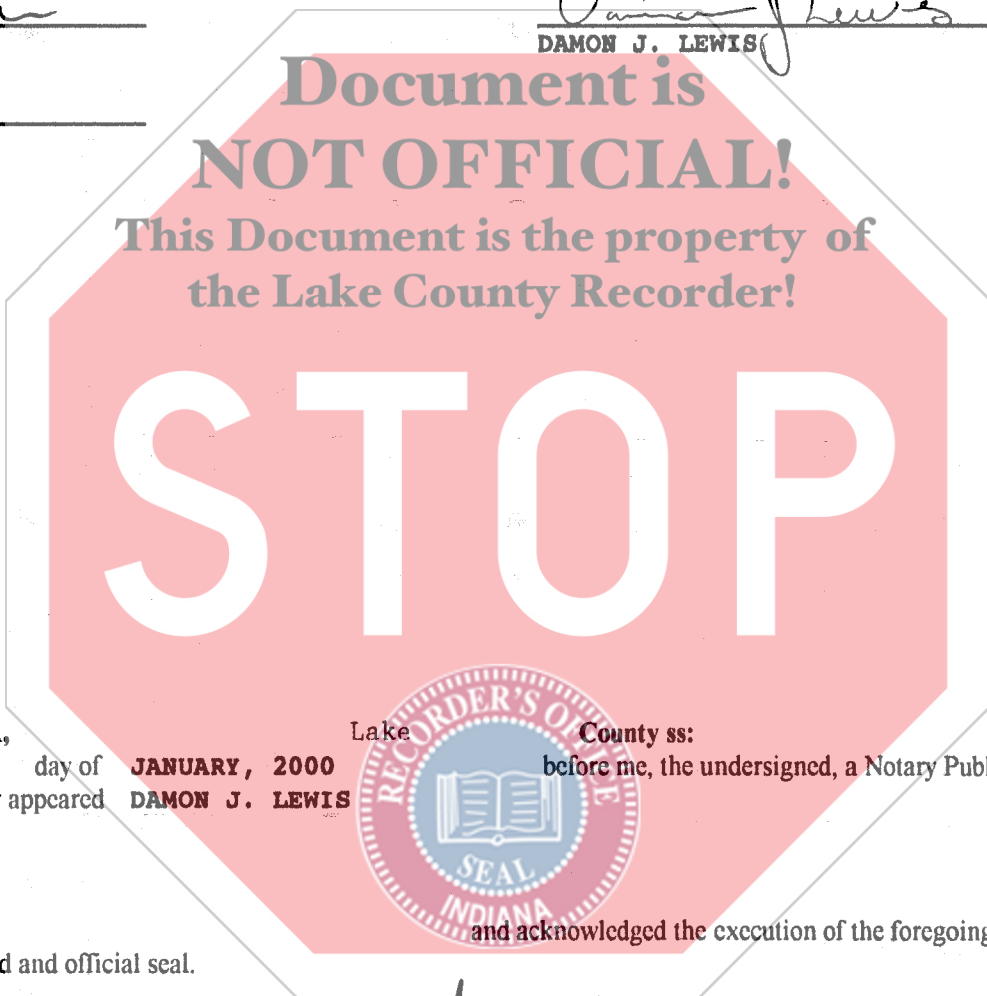 Damon J Lewis
DAMON J. LEWIS
Document is
NOT OFFICIAL!
This Document is the property of
the Lake County Recorder!
STOP
Lake County ss:
day of JANUARY, 2000 before me, the undersigned, a Notary
appeared DAMON J. LEWIS
RECORDER'S OFFICE
SEAL
INDIANA
and acknowledged the execution of the foregoing
and official seal.